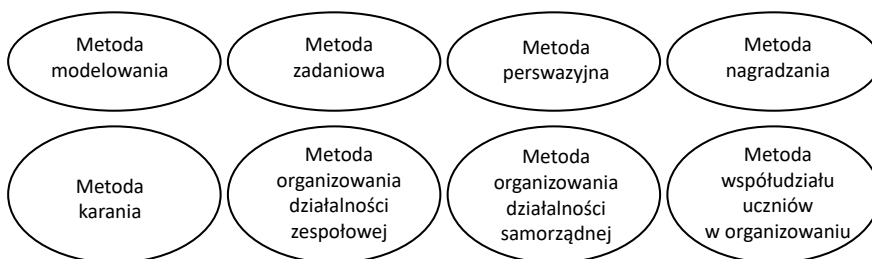 Metoda
modelowania
Metoda
zadaniowa
Metoda
perswazyjna
Metoda
nagradzania
Metoda
karania
Metoda
organizowania
działalności
zespołowej
Metoda
organizowania
działalności
samorządnej
Metoda
współudziału
uczniów
w organizowaniu